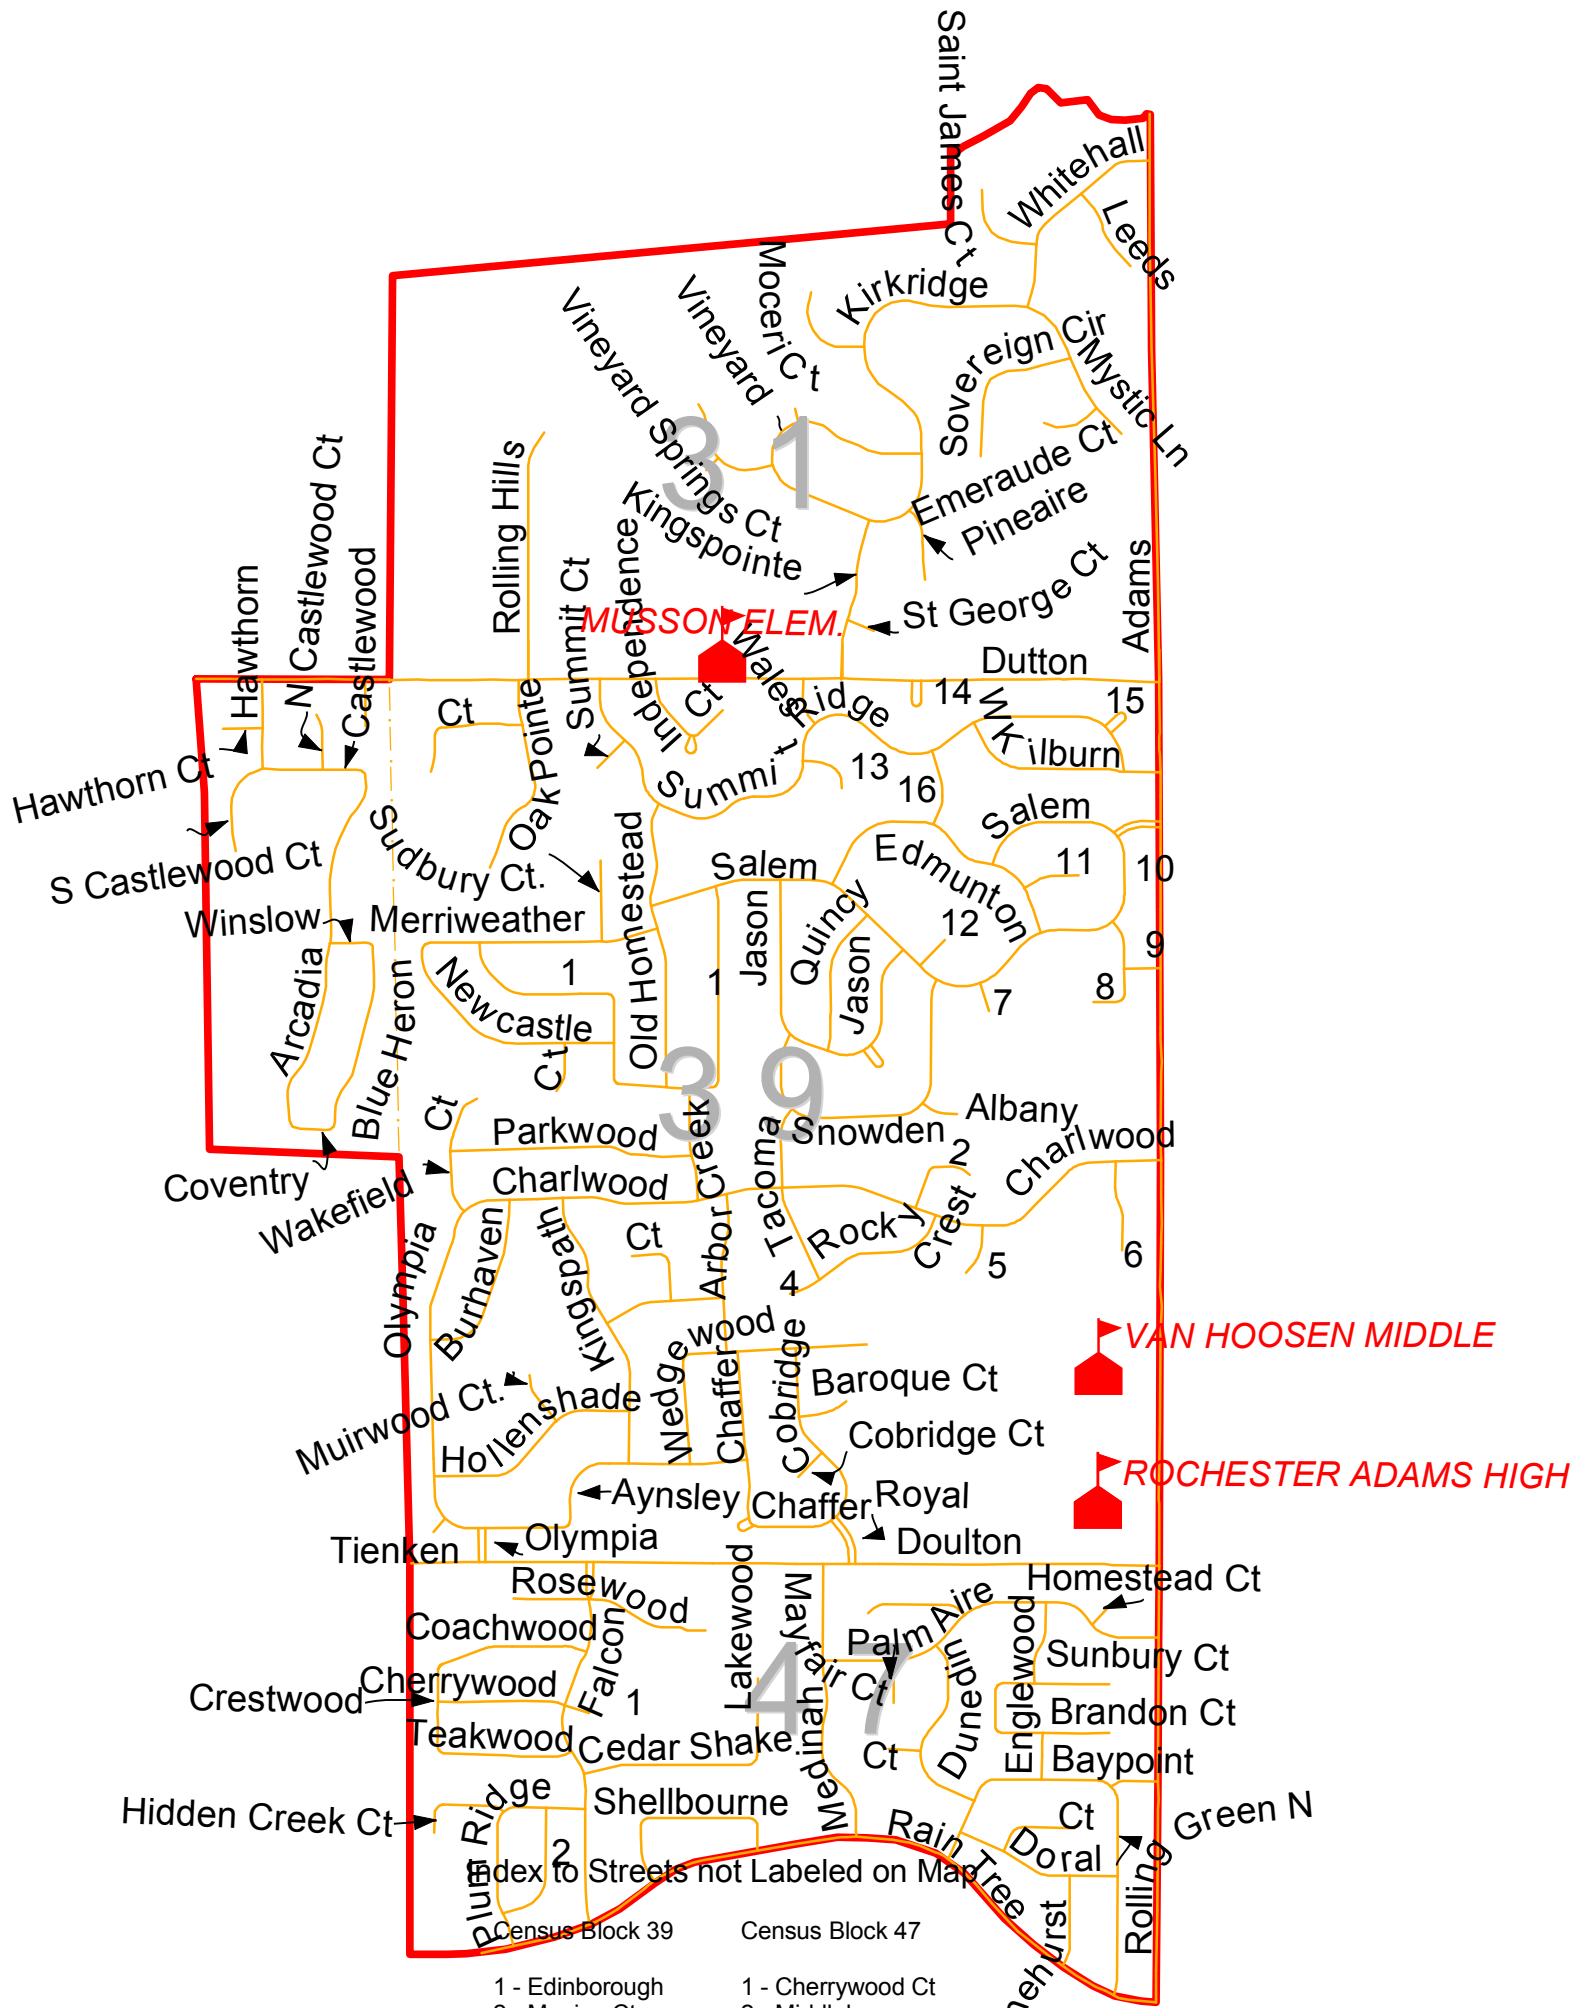 Saint James Ct
Whitehall
Leeds
Moceri Ct
Kirkridge
Vineyard
Vineyard Springs Ct
Sovereign Cir
Mystic Ln
31
Emeraude Ct
Pineaire
Kingspointe
Rolling Hills
Independence
Summit Ct
N Castlewood Ct
Castlewood
Hawthorn
St George Ct
Adams
MUSSON ELEM.
Wales
Dutton
Ct
Ct
Oak Pointe
Summit Ridge
14
15
W Kilburn
13
16
Hawthorn Ct
Salem
Sudbury Ct.
S Castlewood Ct
Old Homestead
Salem
Edmunton
11
10
Winslow
Merriweather
Jason
Quincy
12
9
Arcadia
Blue Heron
Newcastle
1
1
Jason
8
7
Ct
39
Ct
Parkwood
Arbor Creek
Tacoma
Snowden
Albany
2
Charlwood
Coventry
Wakefield
Charlwood
Olympia
Burhaven
Kingspath
Ct
Rocky Crest
5
6
4
Wedgewood
Chaffer
Cobridge
VAN HOOSEN MIDDLE
Baroque Ct
Muirwood Ct.
Hollenshade
Cobridge Ct
ROCHESTER ADAMS HIGH
Aynsley
Chaffer
Royal
Doulton
Tienken
Olympia
Rosewood
Lakewood
Mayfair Ct
Homestead Ct
Coachwood
Falcon
Palm Aire
Englewood
Sunbury Ct
47
Crestwood
Cherrywood
1
Medinah
Dunedin
Brandon Ct
Teakwood
Cedar Shake
Ct
Baypoint
Hidden Creek Ct
Plum Ridge
Shellbourne
Rain Tree
Ct
Doral
Rolling Green N
2
Index to Streets not Labeled on Map
Census Block 39
Census Block 47
1 - Edinborough
1 - Cherrywood Ct